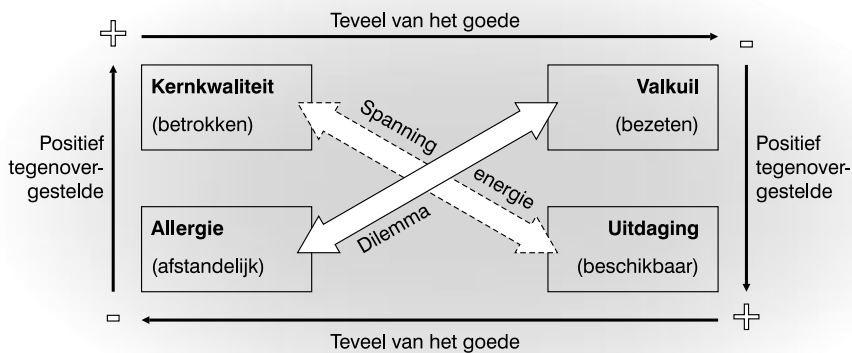 Teveel van het goede
+
-
Kernkwaliteit
(betrokken)
Valkuil
(bezeten)
Spanning
energie
Dilemma
Positief
tegenover-
gestelde
Positief
tegenover-
gestelde
Allergie
(afstandelijk)
Uitdaging
(beschikbaar)
-
+
Teveel van het goede